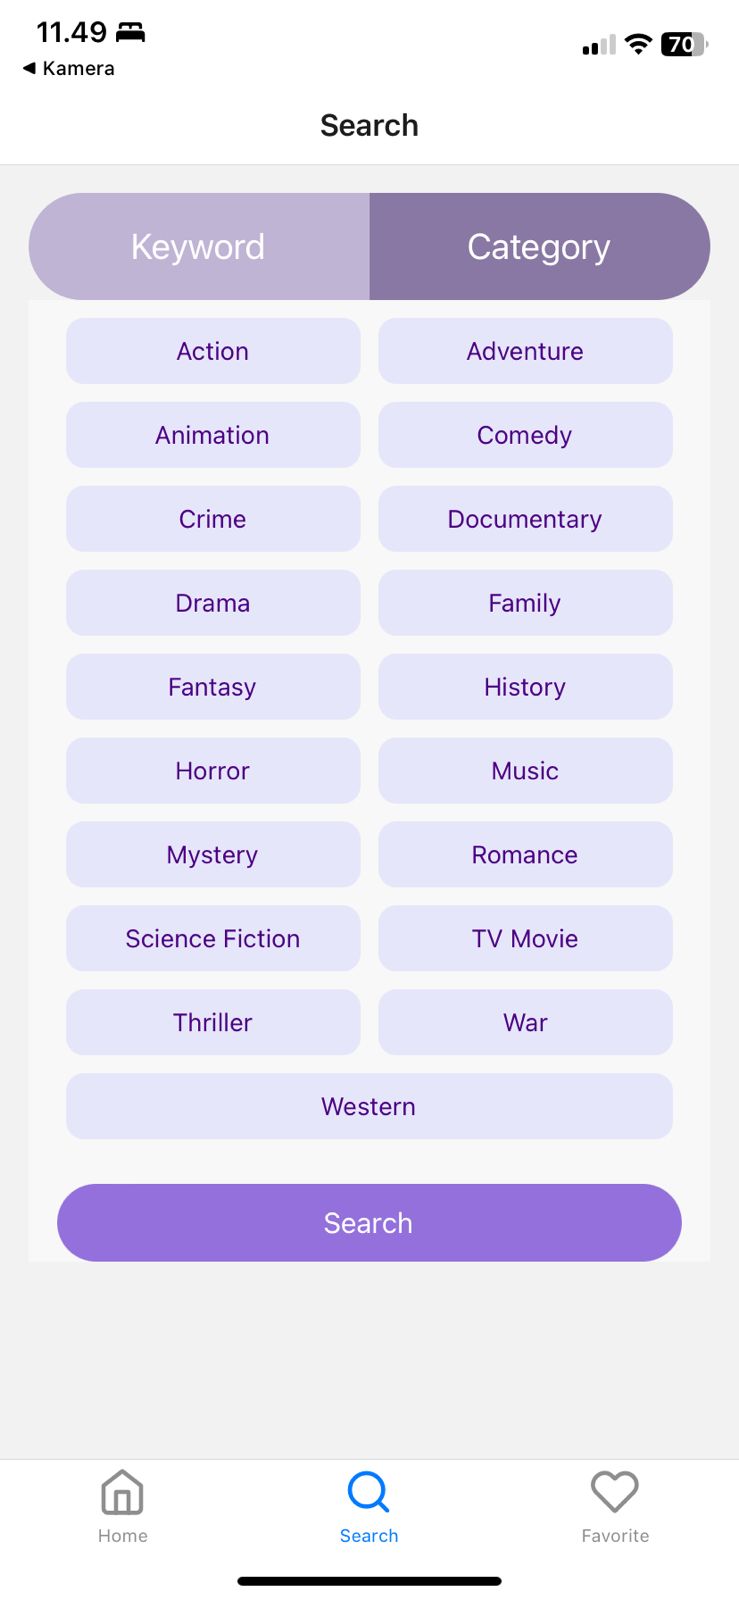 11.49
◀ Kamera
70
Search
Keyword Category
Action Adventure
Animation Comedy
Crime Documentary
Drama Family
Fantasy History
Horror Music
Mystery Romance
Science Fiction TV Movie
Thriller War
Western
Search
Home Search Favorite